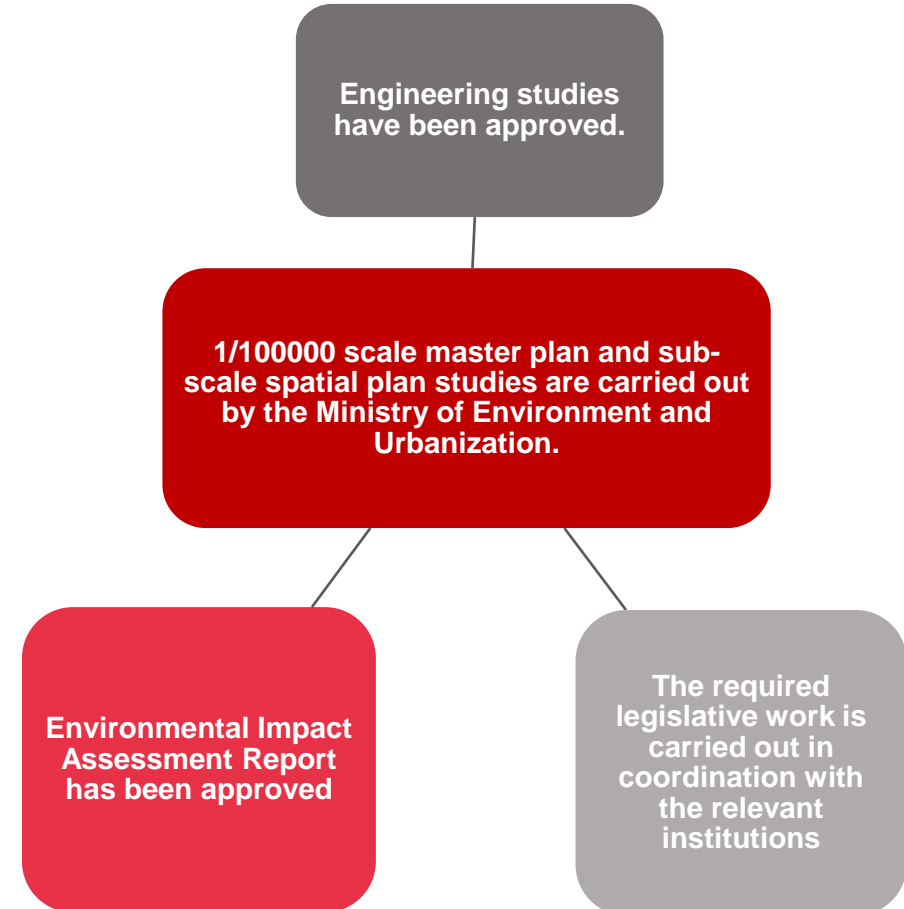 Engineering studies
have been approved.
1/100000 scale master plan and sub-
scale spatial plan studies are carried out
by the Ministry of Environment and
Urbanization.
Environmental Impact
Assessment Report
has been approved
The required
legislative work is
carried out in
coordination with
the relevant
institutions